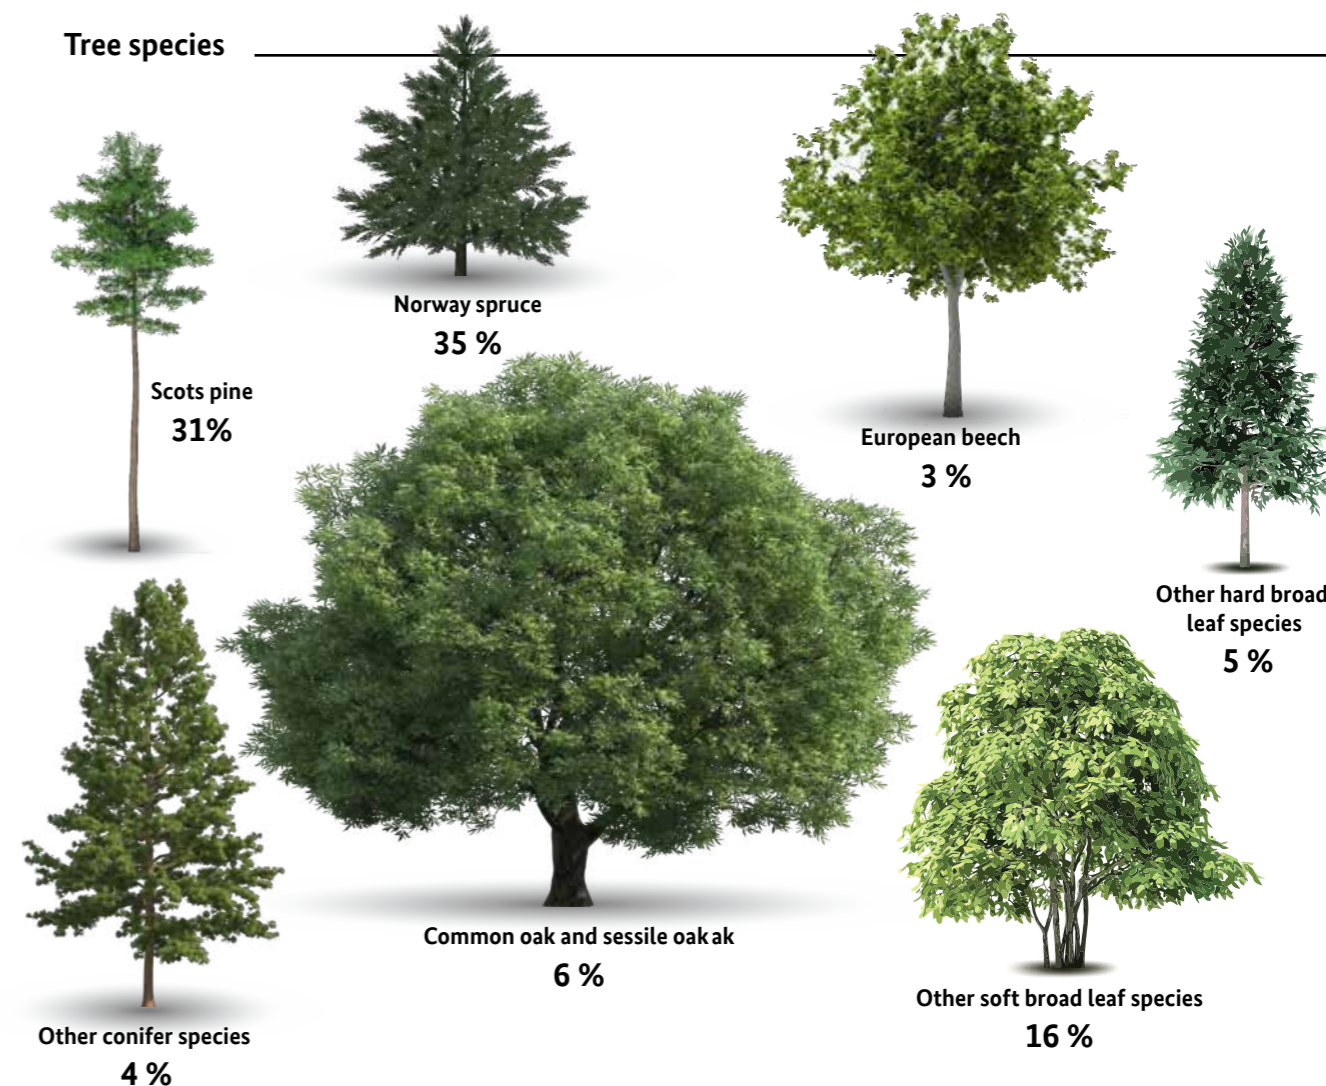 Tree species
Norway spruce
35 %
Scots pine
31%
European beech
3 %
Other hard broad
leaf species
5 %
Common oak and sessile oak ak
6 %
Other soft broad leaf species
16 %
Other conifer species
4 %